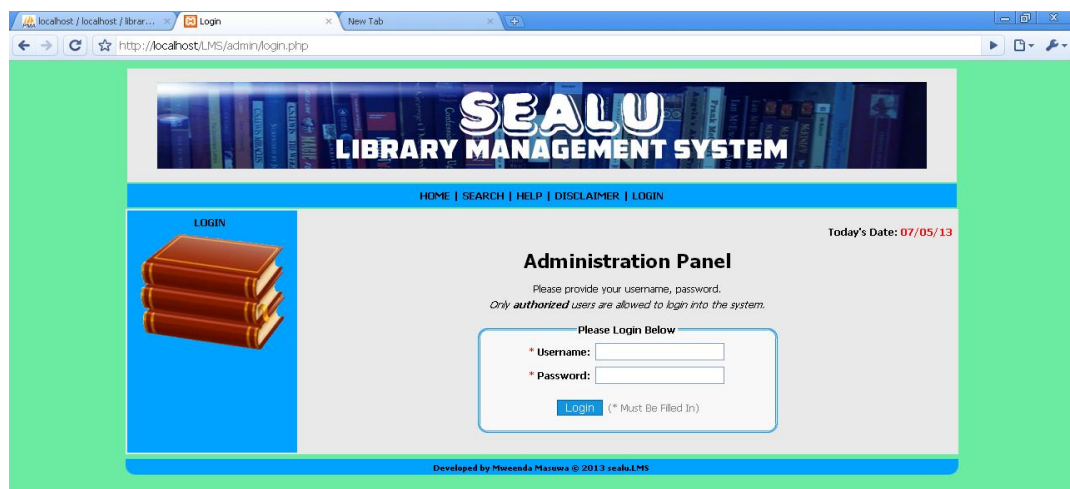 localhost / localhost / librar...
Login
New Tab
http://localhost/LMS/admin/login.php
SEALU
LIBRARY MANAGEMENT SYSTEM
HOME | SEARCH | HELP | DISCLAIMER | LOGIN
LOGIN
Today's Date: 07/05/13
Administration Panel
Please provide your username, password.
Only authorized users are allowed to login into the system.
Please Login Below
* Username:
* Password:
Login (* Must Be Filled In)
Developed by Mweenda Masuwa © 2013 sealu.LMS